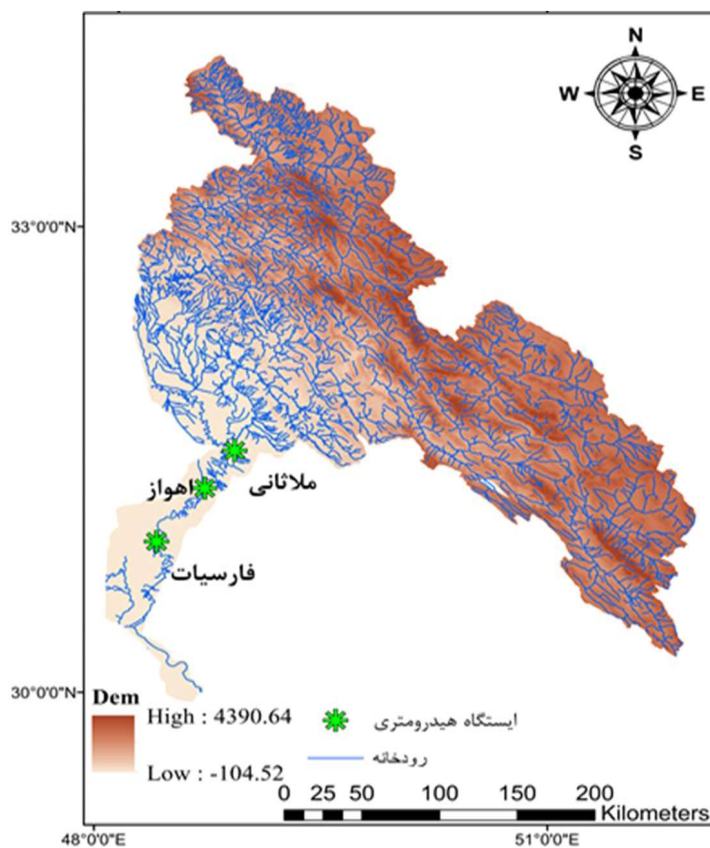 N
W E
S
33°0'0"N
ملاثانی
اهواز
فارسیات
30°0'0"N
Dem
High : 4390.64
Low : -104.52
ایستگاه هیدرومتری
رودخانه
0 25 50 100 150 200
Kilometers
48°0'0"E 51°0'0"E